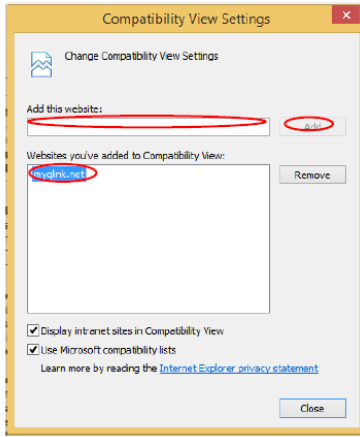 Compatibility View Settings
x
Change Compatibility View Settings
Add this website:
Add
Websites you've added to Compatibility View:
myqlink.net
Remove
Display intranet sites in Compatibility View
Use Microsoft compatibility lists
Learn more by reading the Internet Explorer privacy statement
Close